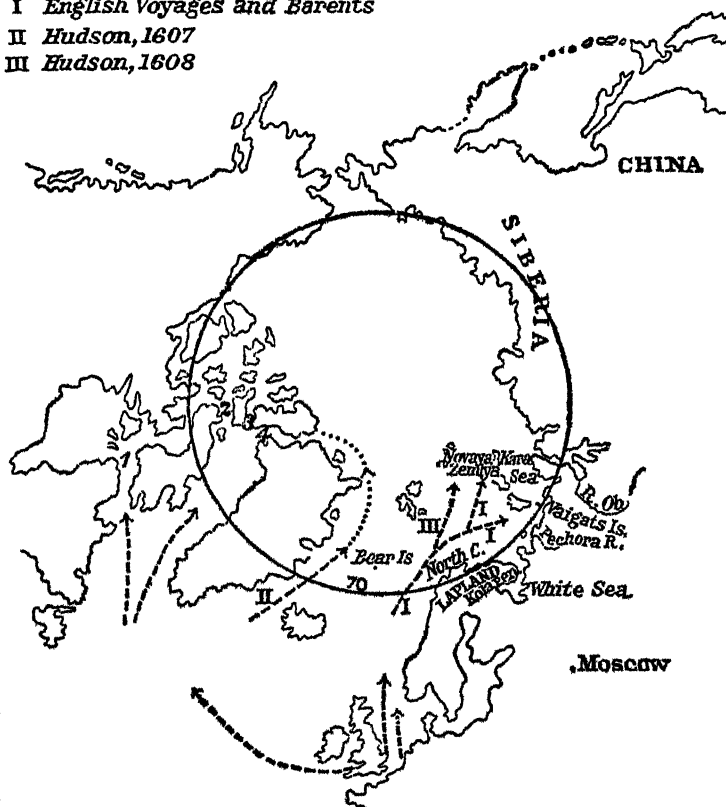 I English Voyages and Barents
II Hudson, 1607
III Hudson, 1608
CHINA
SIBERIA
Novaya
Zemlya
Kara
Sea
R. Ob
Vaigats Is.
Pechora R.
III
I
I
Bear Is
North C.
70
II
I
LAPLAND
Kola Pen
White Sea
.Moscow